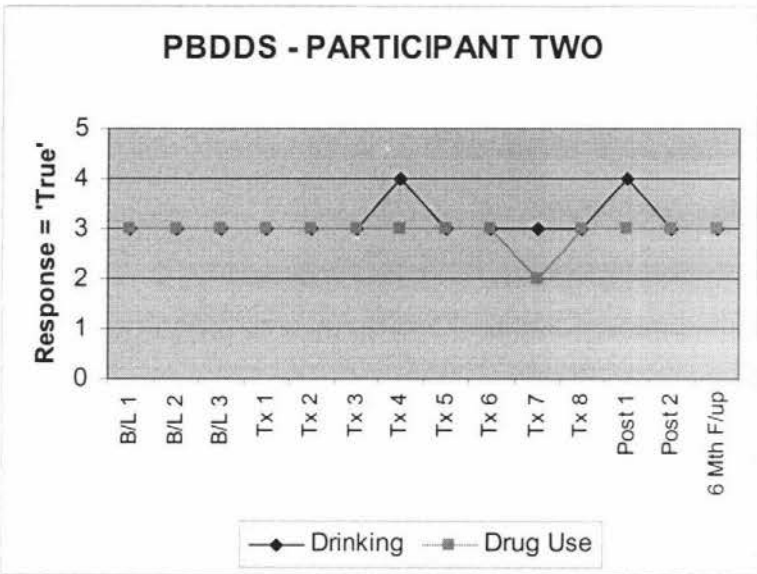 PBDDS - PARTICIPANT TWO
Response = 'True'
5
4
3
2
1
0
B/L 1
B/L 2
B/L 3
Tx 1
Tx 2
Tx 3
Tx 4
Tx 5
Tx 6
Tx 7
Tx 8
Post 1
Post 2
6 Mth F/up
Drinking
Drug Use